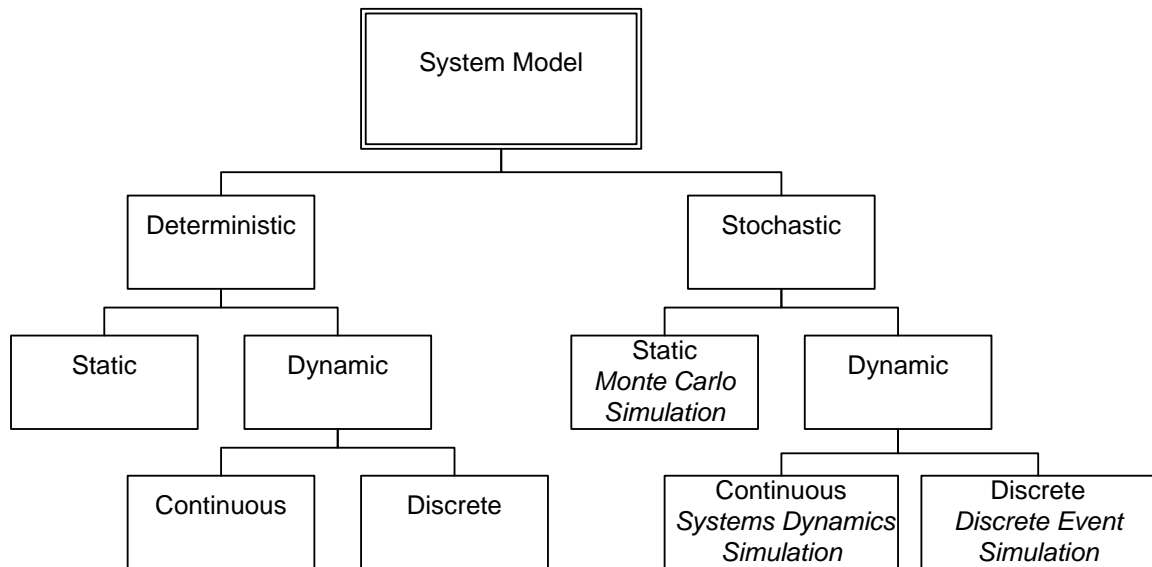 System Model
Deterministic
Stochastic
Static
Dynamic
Static
Monte Carlo
Simulation
Dynamic
Continuous
Discrete
Continuous
Systems Dynamics
Simulation
Discrete
Discrete Event
Simulation